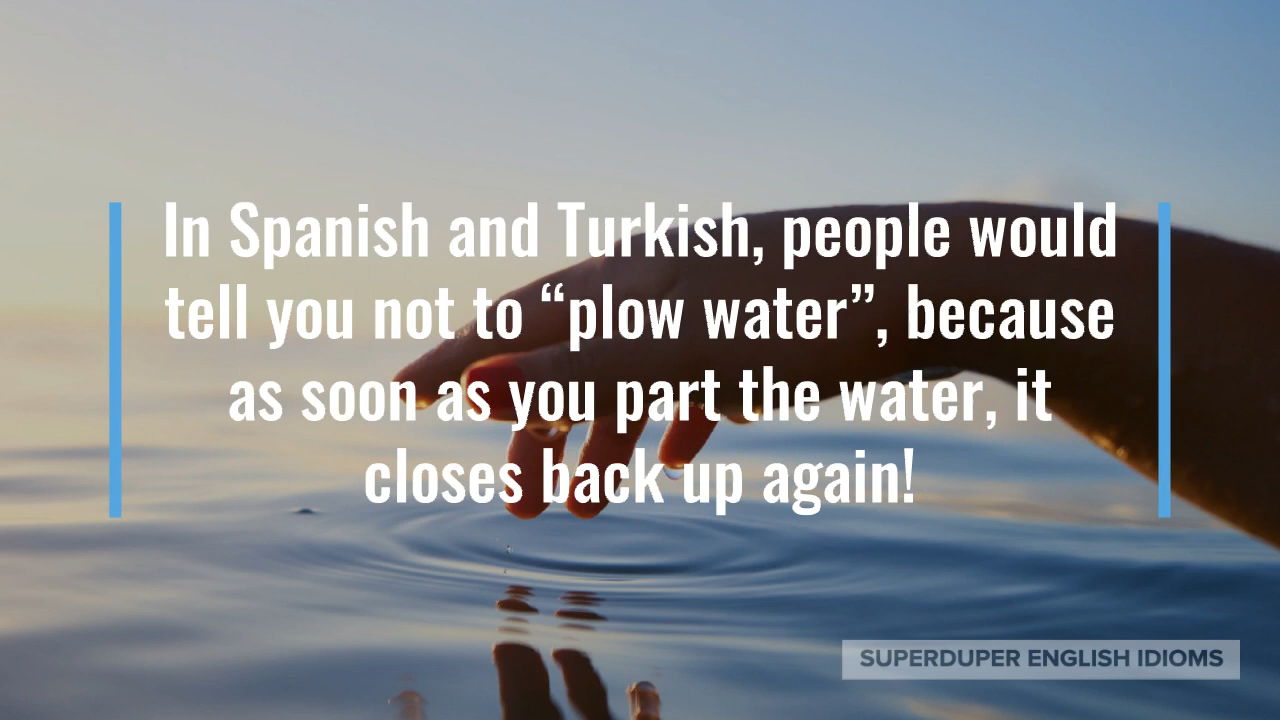 In Spanish and Turkish, people would
tell you not to “plow water”, because
as soon as you part the water, it
closes back up again!
SUPERDUPER ENGLISH IDIOMS